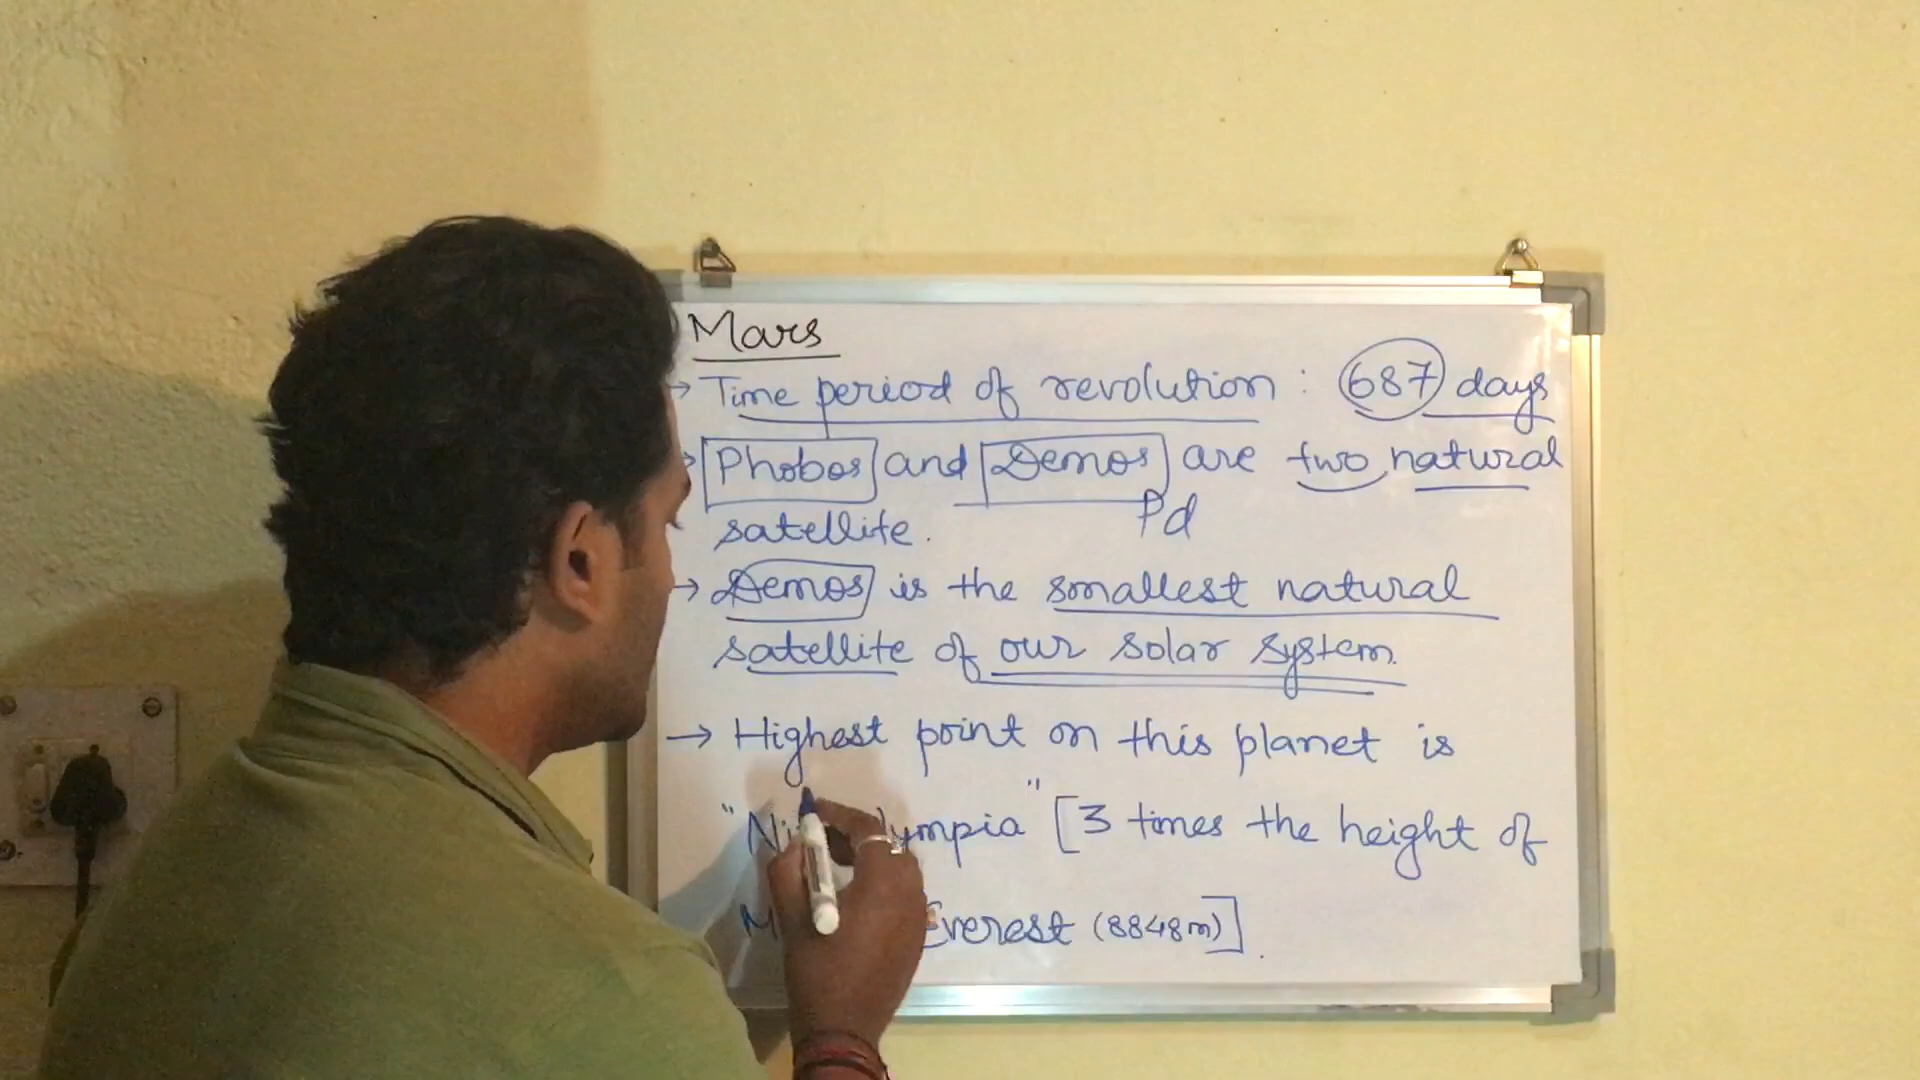 Mars
→ Time period of revolution : 687 days
→ Phobos and Demos are two natural
satellite. Pd
→ Demos is the smallest natural
satellite of our solar system.
→ Highest point on this planet is
" [3 times the height of
Everest (8848m)].